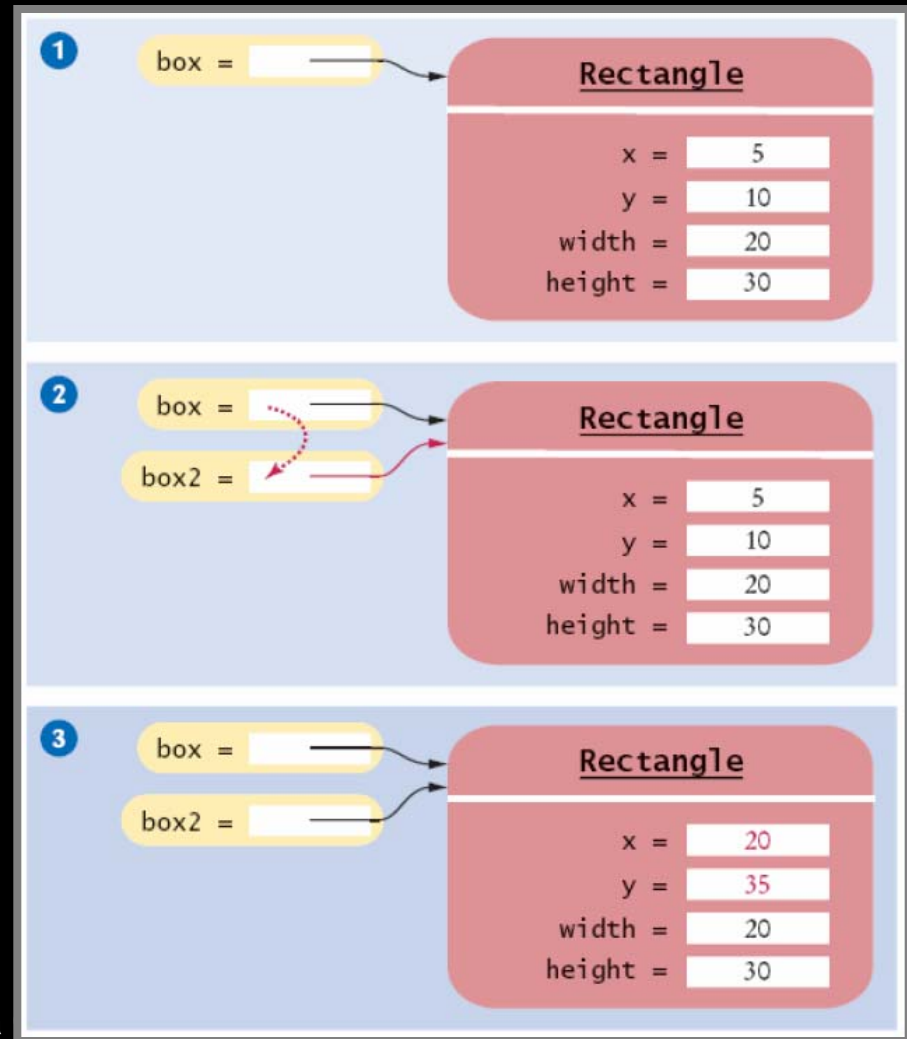 1
box =
Rectangle
x = 5
y = 10
width = 20
height = 30
2
box =
box2 =
Rectangle
x = 5
y = 10
width = 20
height = 30
3
box =
box2 =
Rectangle
x = 20
y = 35
width = 20
height = 30